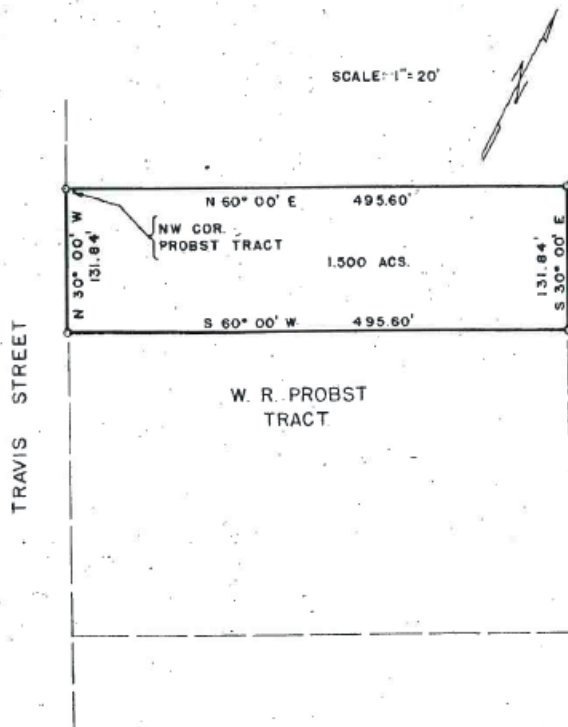 SCALE: 1"= 20'
N 60° 00' E 495.60'
NW COR.
PROBST TRACT
N 30° 00' W
131.84'
1.500 ACS.
131.84'
S 30° 00' E
S 60° 00' W 495.60'
W. R. PROBST
TRACT
TRAVIS STREET